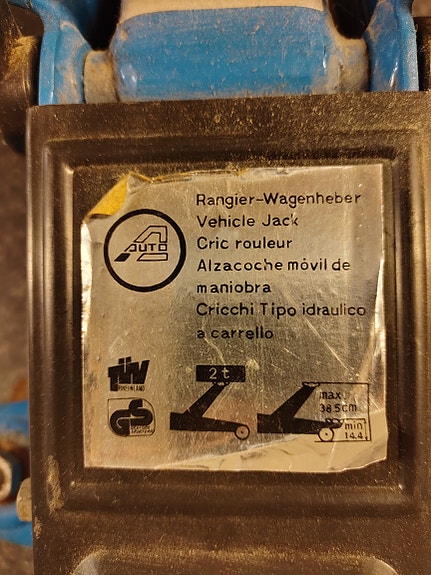 AUTO
Rangier-Wagenheber
Vehicle Jack
Cric rouleur
Alzacoche móvil de
maniobra
Cricchi Tipo idraulico
a carrello
TÜV
RHEINLAND
GS
2 t
max.
38.5cm
min
14.4